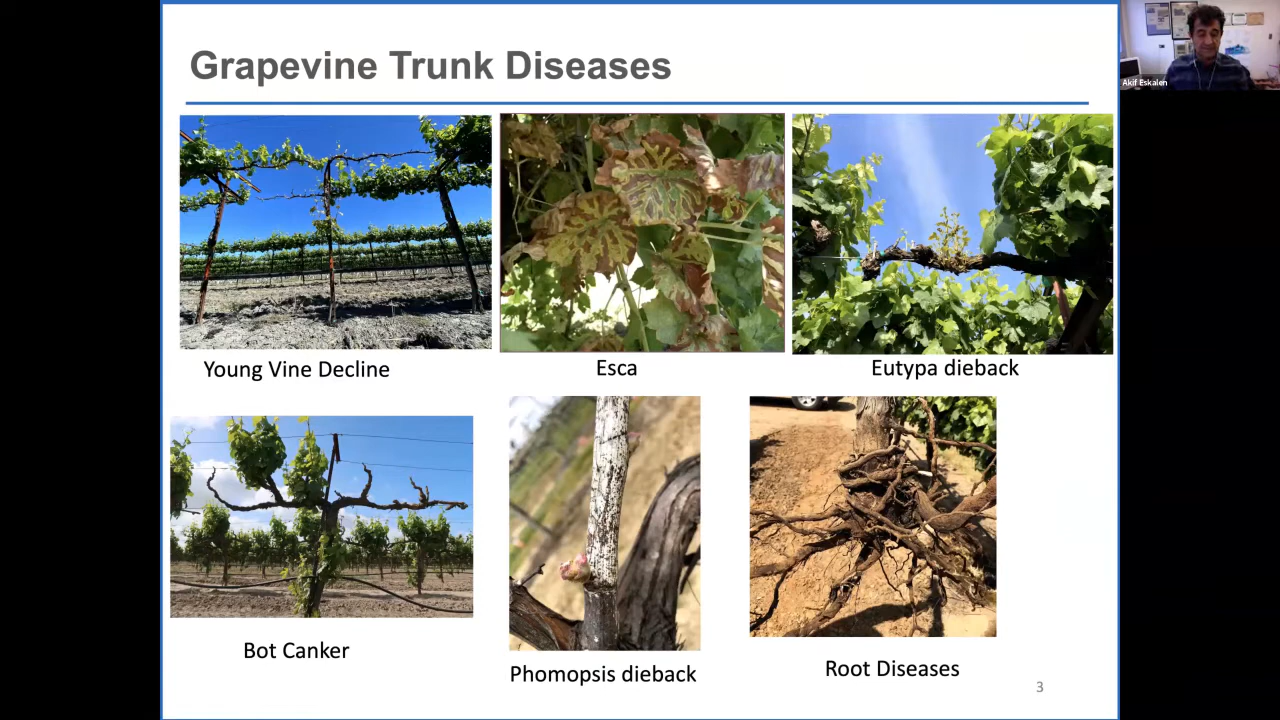 Grapevine Trunk Diseases
Akif Eskalen
Young Vine Decline
Esca
Eutypa dieback
Bot Canker
Phomopsis dieback
Root Diseases
3